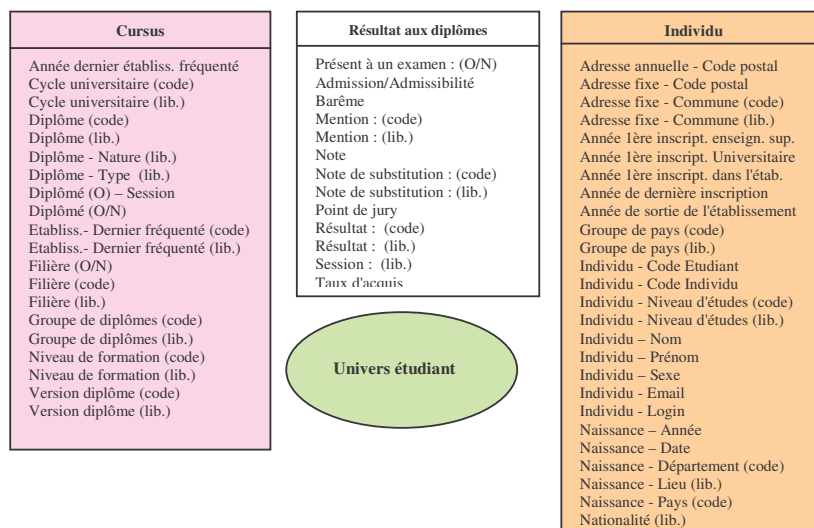 Cursus
Année dernier établiss. fréquenté
Cycle universitaire (code)
Cycle universitaire (lib.)
Diplôme (code)
Diplôme (lib.)
Diplôme - Nature (lib.)
Diplôme - Type (lib.)
Diplômé (O) – Session
Diplômé (O/N)
Etabliss.- Dernier fréquenté (code)
Etabliss.- Dernier fréquenté (lib.)
Filière (O/N)
Filière (code)
Filière (lib.)
Groupe de diplômes (code)
Groupe de diplômes (lib.)
Niveau de formation (code)
Niveau de formation (lib.)
Version diplôme (code)
Version diplôme (lib.)
Résultat aux diplômes
Présent à un examen : (O/N)
Admission/Admissibilité
Barême
Mention : (code)
Mention : (lib.)
Note
Note de substitution : (code)
Note de substitution : (lib.)
Point de jury
Résultat : (code)
Résultat : (lib.)
Session : (lib.)
Taux d'acquis
Univers étudiant
Individu
Adresse annuelle - Code postal
Adresse fixe - Code postal
Adresse fixe - Commune (code)
Adresse fixe - Commune (lib.)
Année 1ère inscript. enseign. sup.
Année 1ère inscript. Universitaire
Année 1ère inscript. dans l'étab.
Année de dernière inscription
Année de sortie de l'établissement
Groupe de pays (code)
Groupe de pays (lib.)
Individu - Code Etudiant
Individu - Code Individu
Individu - Niveau d'études (code)
Individu - Niveau d'études (lib.)
Individu – Nom
Individu – Prénom
Individu – Sexe
Individu - Email
Individu - Login
Naissance – Année
Naissance – Date
Naissance - Département (code)
Naissance - Lieu (lib.)
Naissance - Pays (code)
Nationalité (lib.)